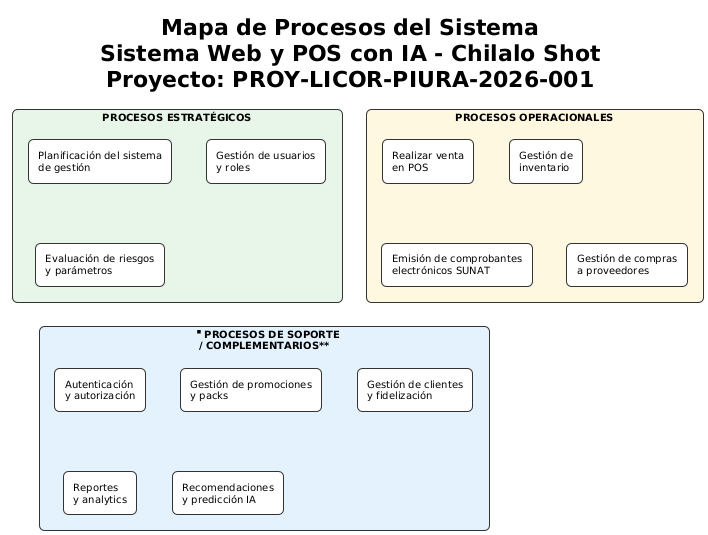 Mapa de Procesos del Sistema
Sistema Web y POS con IA - Chilalo Shot
Proyecto: PROY-LICOR-PIURA-2026-001
PROCESOS ESTRATÉGICOS
Planificación del sistema
de gestión
Gestión de usuarios
y roles
Evaluación de riesgos
y parámetros
PROCESOS OPERACIONALES
Realizar venta
en POS
Gestión de
inventario
Emisión de comprobantes
electrónicos SUNAT
Gestión de compras
a proveedores
▪ PROCESOS DE SOPORTE
/ COMPLEMENTARIOS**
Autenticación
y autorización
Gestión de promociones
y packs
Gestión de clientes
y fidelización
Reportes
y analytics
Recomendaciones
y predicción IA